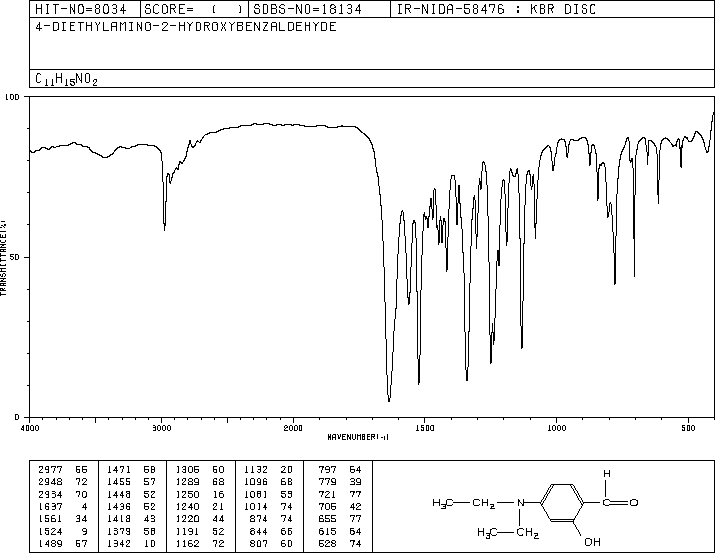 HIT-NO=8034 SCORE= ( ) SDBS-NO=18134 IR-NIDA-58476 : KBR DISC
4-DIETHYLAMINO-2-HYDROXYBENZALDEHYDE
C11H15NO2
100
50
0
TRANSMITTANCE(%)
4000 3000 2000 1500 1000 500
WAVENUMBER(-1)
2977 66 1471 68 1306 60 1132 20 797 64
2948 72 1455 57 1289 68 1096 68 779 39
2934 70 1448 52 1250 16 1081 53 721 77
1637 4 1436 52 1240 21 1014 74 706 42
1561 34 1418 43 1220 44 874 74 655 77
1524 9 1379 58 1191 52 844 66 615 64
1489 57 1342 10 1162 72 807 60 528 74
H
H3C CH2 N C O
H3C CH2 OH